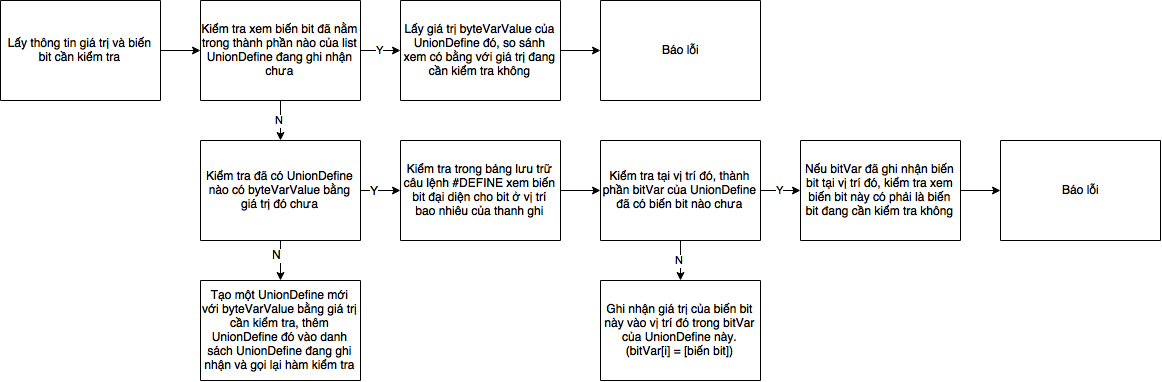 Lấy thông tin giá trị và biến
bit cần kiểm tra
Kiểm tra xem biến bit đã nằm
trong thành phần nào của list
UnionDefine đang ghi nhận
chưa
Y
Lấy giá trị byteVarValue của
UnionDefine đó, so sánh
xem có bằng với giá trị đang
cần kiểm tra không
Báo lỗi
N
Kiểm tra đã có UnionDefine
nào có byteVarValue bằng
giá trị đó chưa
Y
Kiểm tra trong bảng lưu trữ
câu lệnh #DEFINE xem biến
bit đại diện cho bit ở vị trí
bao nhiêu của thanh ghi
Kiểm tra tại vị trí đó, thành
phần bitVar của UnionDefine
đã có biến bit nào chưa
Y
Nếu bitVar đã ghi nhận biến
bit tại vị trí đó, kiểm tra xem
biến bit này có phải là biến
bit đang cần kiểm tra không
Báo lỗi
N
N
Tạo một UnionDefine mới
với byteVarValue bằng giá trị
cần kiểm tra, thêm
UnionDefine đó vào danh
sách UnionDefine đang ghi
nhận và gọi lại hàm kiểm tra
Ghi nhận giá trị của biến bit
này vào vị trí đó trong bitVar
của UnionDefine này.
(bitVar[i] = [biến bit])